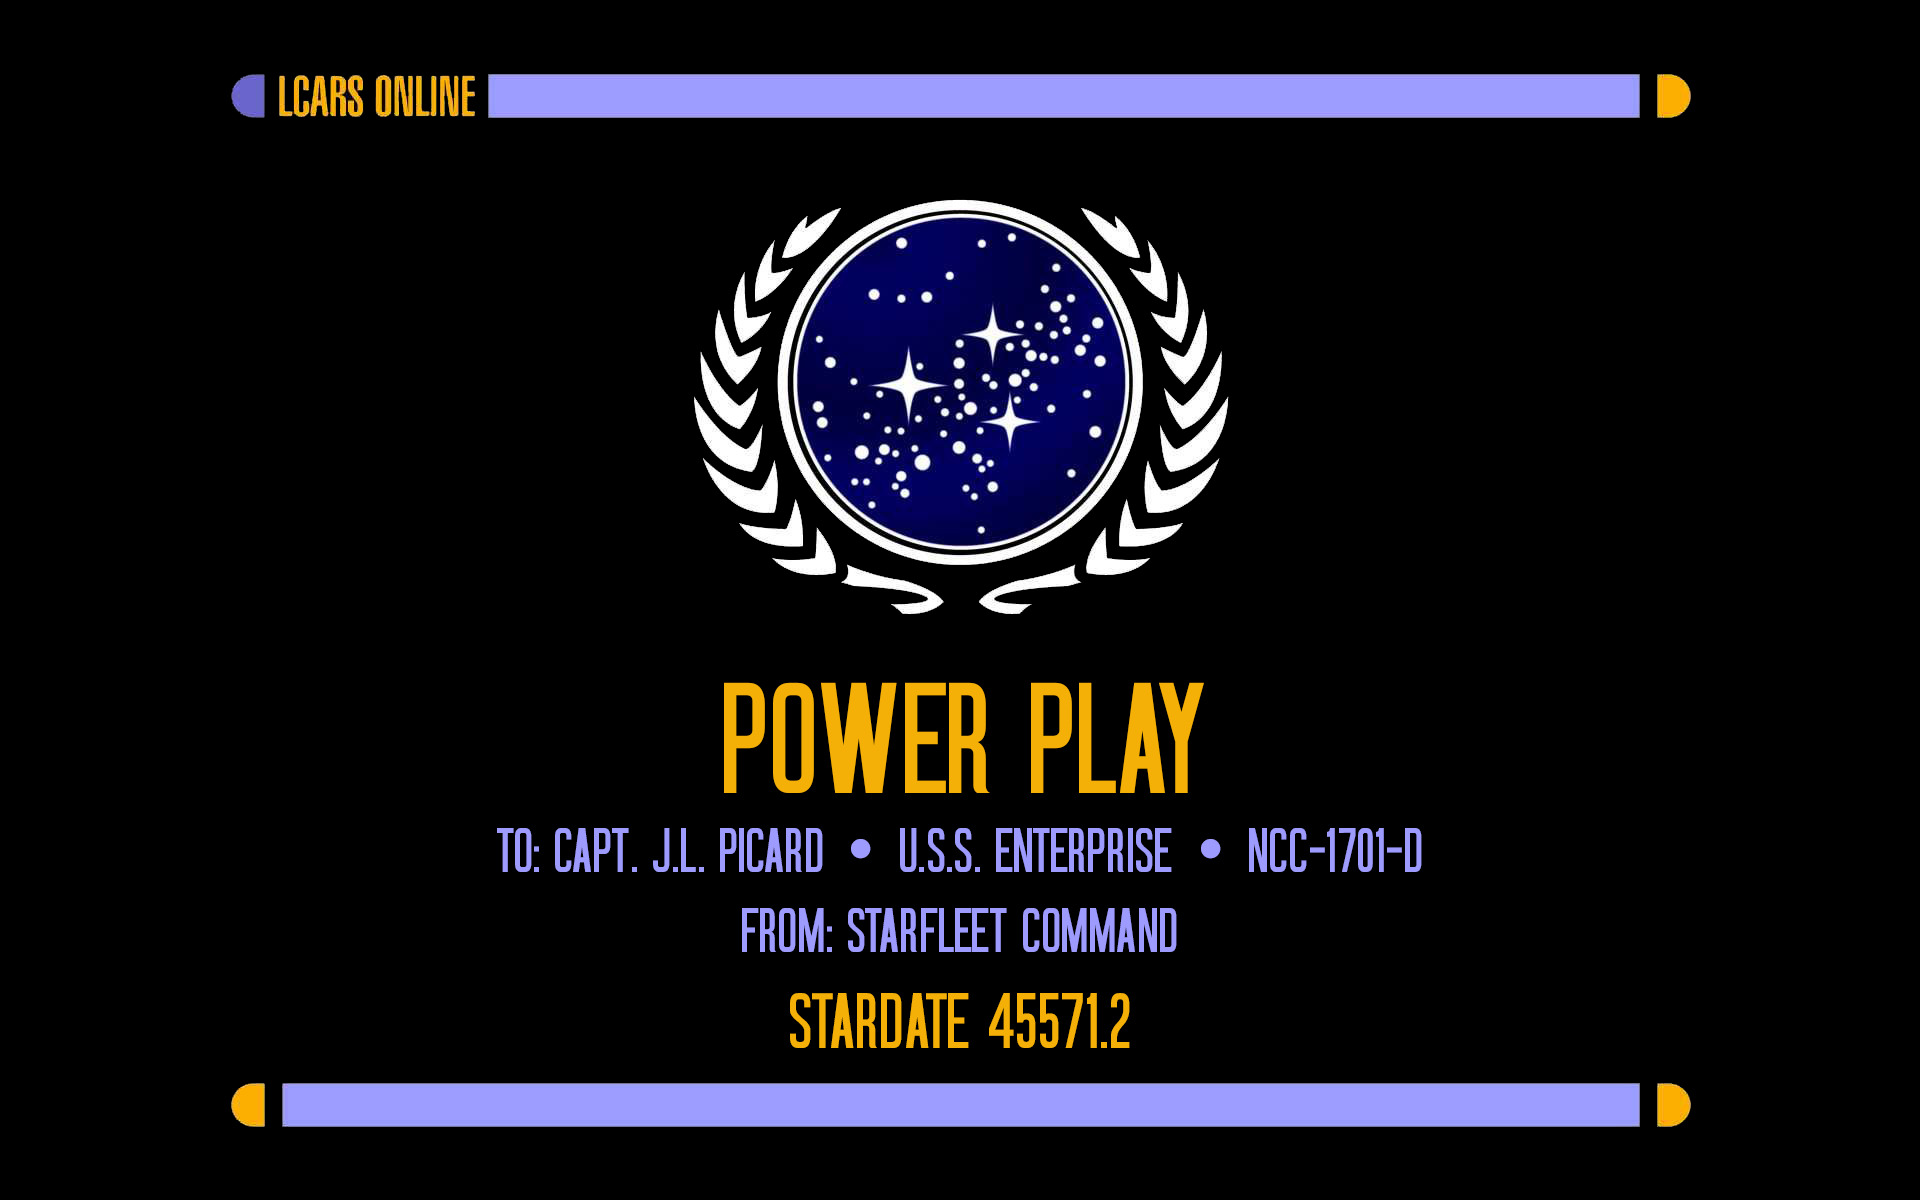 LCARS ONLINE
POWER PLAY
TO: CAPT. J.L. PICARD • U.S.S. ENTERPRISE • NCC-1701-D
FROM: STARFLEET COMMAND
STARDATE 45571.2